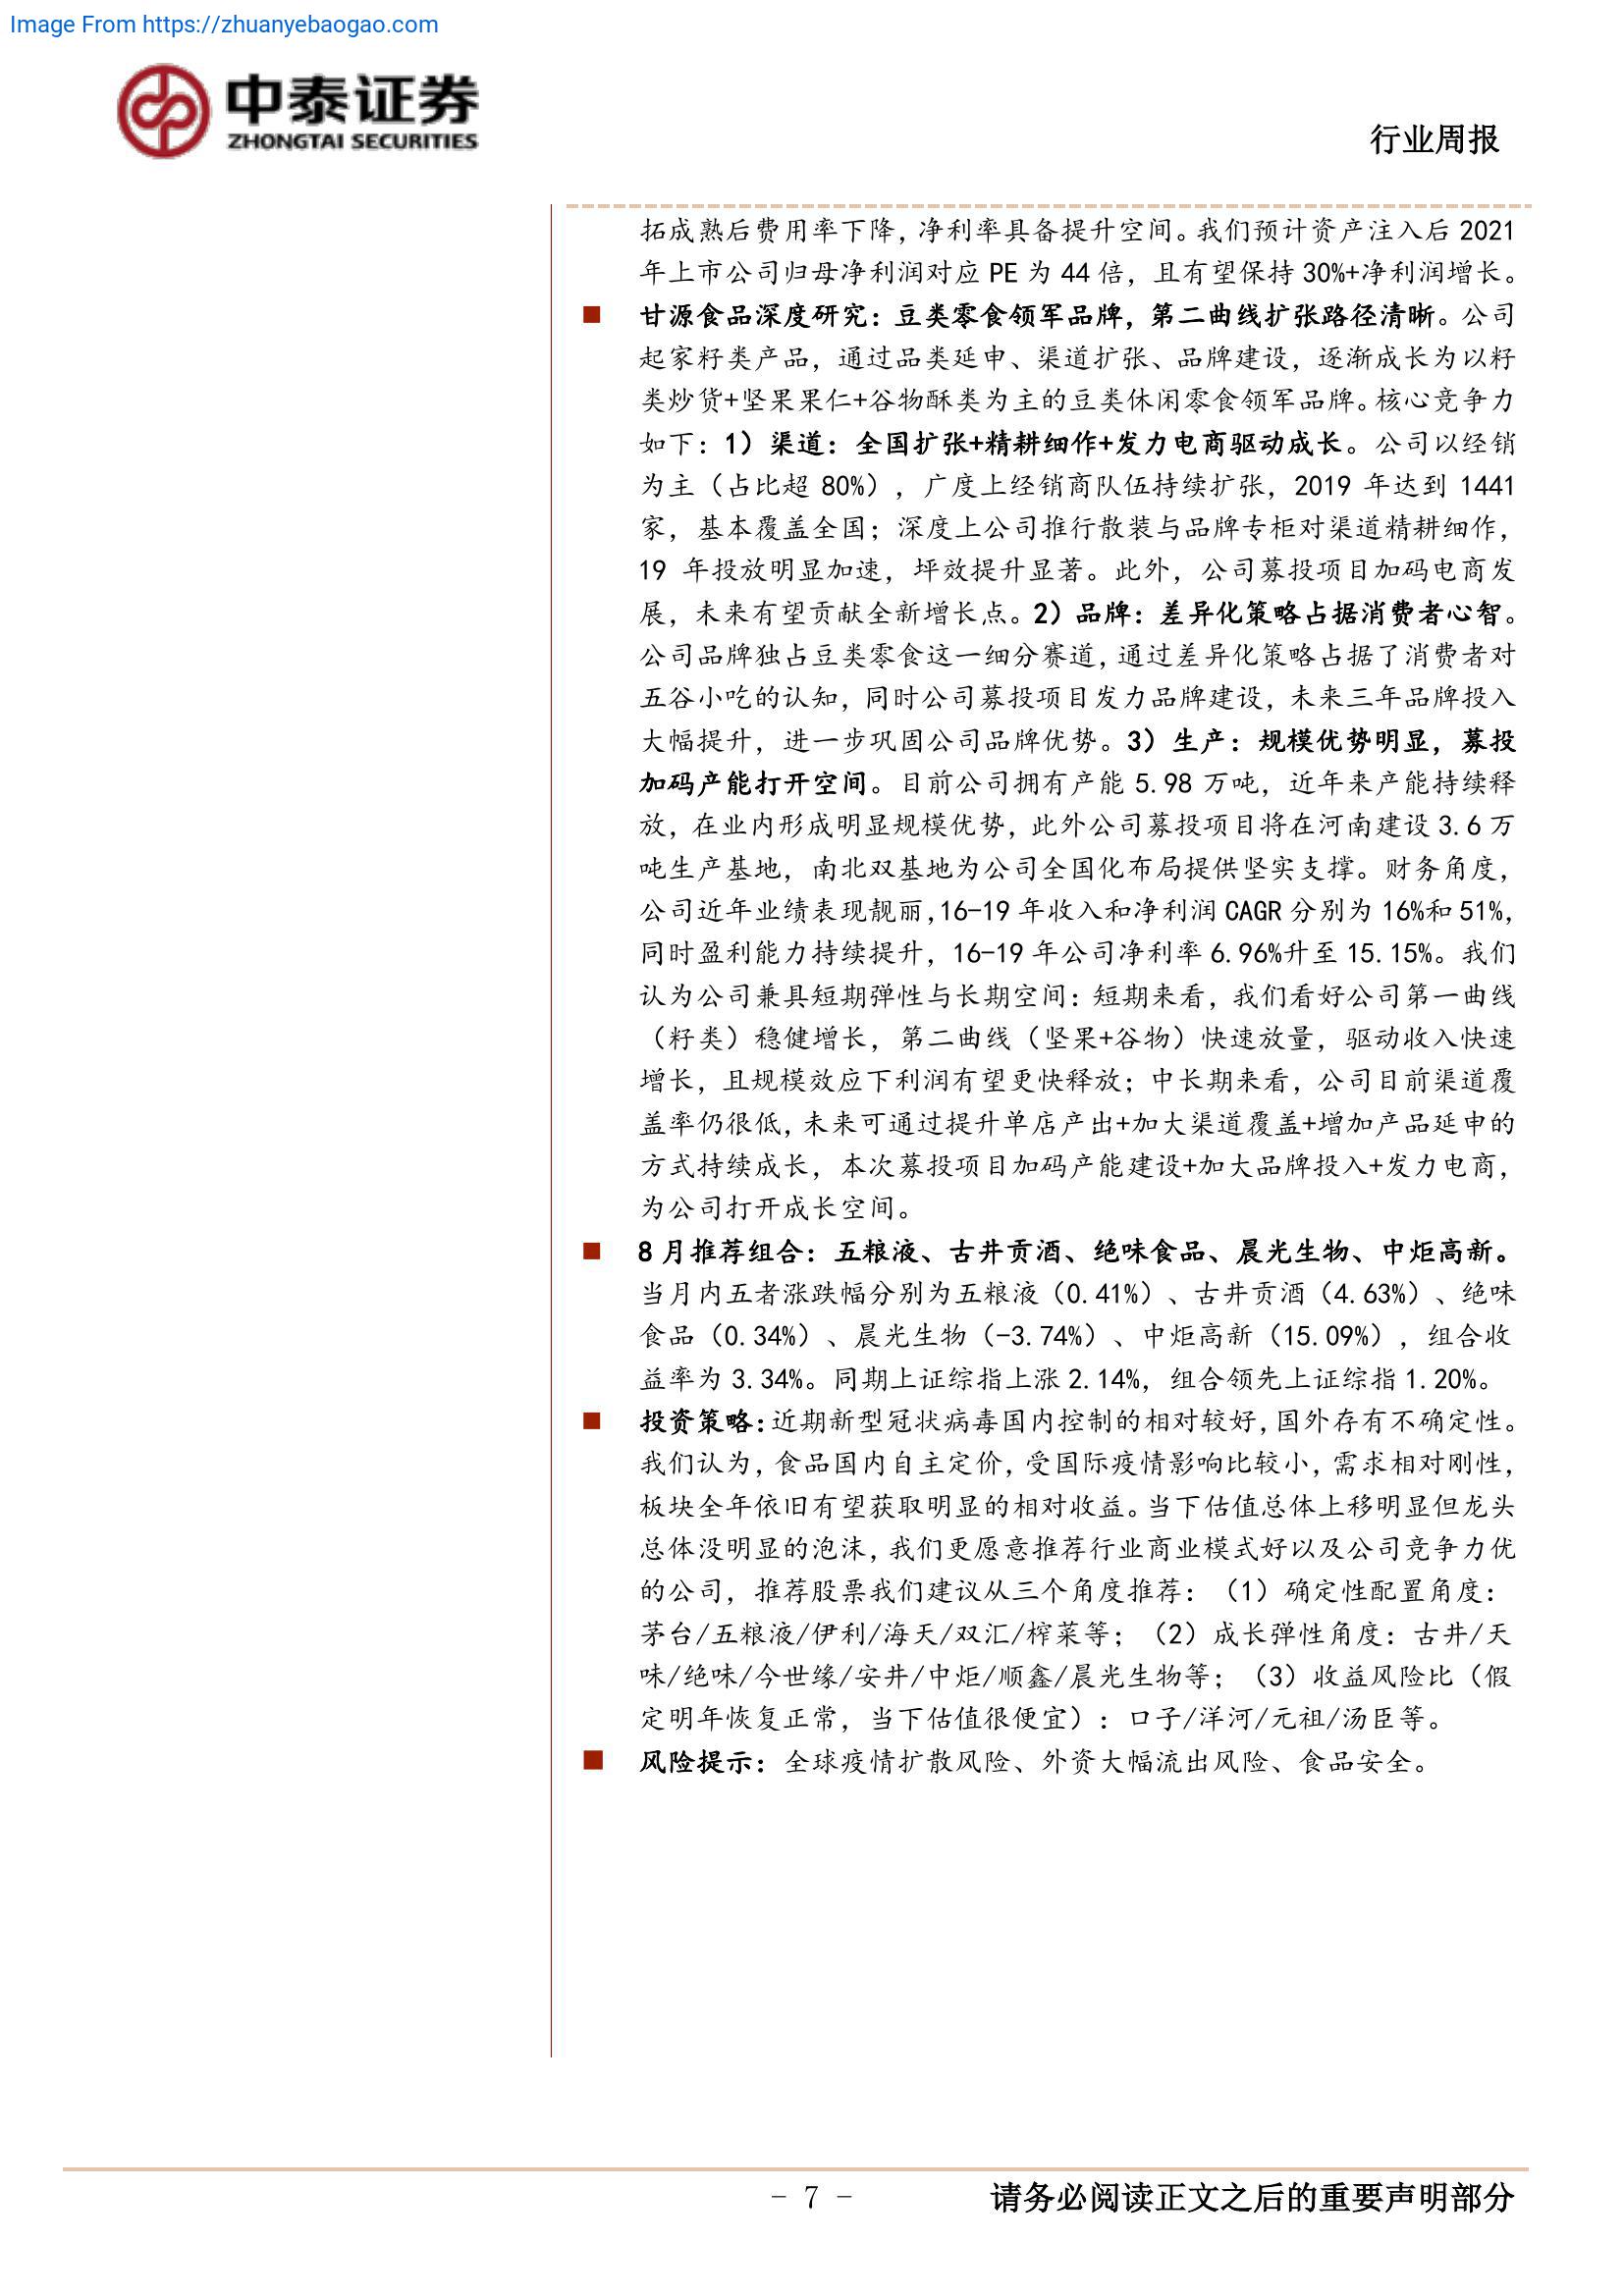 Image From https://zhuanyebaogao.com
中泰证券
ZHONGTAI SECURITIES
行业周报
拓成熟后费用率下降，净利率具备提升空间。我们预计资产注入后 2021
年上市公司归母净利润对应 PE 为 44 倍，且有望保持 30%+净利润增长。
■ 甘源食品深度研究：豆类零食领军品牌，第二曲线扩张路径清晰。公司
起家籽类产品，通过品类延申、渠道扩张、品牌建设，逐渐成长为以籽
类炒货+坚果果仁+谷物酥类为主的豆类休闲零食领军品牌。核心竞争力
如下：1）渠道：全国扩张+精耕细作+发力电商驱动成长。公司以经销
为主（占比超 80%），广度上经销商队伍持续扩张，2019 年达到 1441
家，基本覆盖全国；深度上公司推行散装与品牌专柜对渠道精耕细作，
19 年投放明显加速，坪效提升显著。此外，公司募投项目加码电商发
展，未来有望贡献全新增长点。2）品牌：差异化策略占据消费者心智。
公司品牌独占豆类零食这一细分赛道，通过差异化策略占据了消费者对
五谷小吃的认知，同时公司募投项目发力品牌建设，未来三年品牌投入
大幅提升，进一步巩固公司品牌优势。3）生产：规模优势明显，募投
加码产能打开空间。目前公司拥有产能 5.98 万吨，近年来产能持续释
放，在业内形成明显规模优势，此外公司募投项目将在河南建设 3.6 万
吨生产基地，南北双基地为公司全国化布局提供坚实支撑。财务角度，
公司近年业绩表现靓丽，16-19 年收入和净利润 CAGR 分别为 16%和 51%，
同时盈利能力持续提升，16-19 年公司净利率 6.96%升至 15.15%。我们
认为公司兼具短期弹性与长期空间：短期来看，我们看好公司第一曲线
（籽类）稳健增长，第二曲线（坚果+谷物）快速放量，驱动收入快速
增长，且规模效应下利润有望更快释放；中长期来看，公司目前渠道覆
盖率仍很低，未来可通过提升单店产出+加大渠道覆盖+增加产品延申的
方式持续成长，本次募投项目加码产能建设+加大品牌投入+发力电商，
为公司打开成长空间。
■ 8 月推荐组合：五粮液、古井贡酒、绝味食品、晨光生物、中炬高新。
当月内五者涨跌幅分别为五粮液（0.41%）、古井贡酒（4.63%）、绝味
食品（0.34%）、晨光生物（-3.74%）、中炬高新（15.09%），组合收
益率为 3.34%。同期上证综指上涨 2.14%，组合领先上证综指 1.20%。
■ 投资策略：近期新型冠状病毒国内控制的相对较好，国外存有不确定性。
我们认为，食品国内自主定价，受国际疫情影响比较小，需求相对刚性，
板块全年依旧有望获取明显的相对收益。当下估值总体上移明显但龙头
总体没明显的泡沫，我们更愿意推荐行业商业模式好以及公司竞争力优
的公司，推荐股票我们建议从三个角度推荐：（1）确定性配置角度：
茅台/五粮液/伊利/海天/双汇/榨菜等；（2）成长弹性角度：古井/天
味/绝味/今世缘/安井/中炬/顺鑫/晨光生物等；（3）收益风险比（假
定明年恢复正常，当下估值很便宜）：口子/洋河/元祖/汤臣等。
■ 风险提示：全球疫情扩散风险、外资大幅流出风险、食品安全。
- 7 -
请务必阅读正文之后的重要声明部分